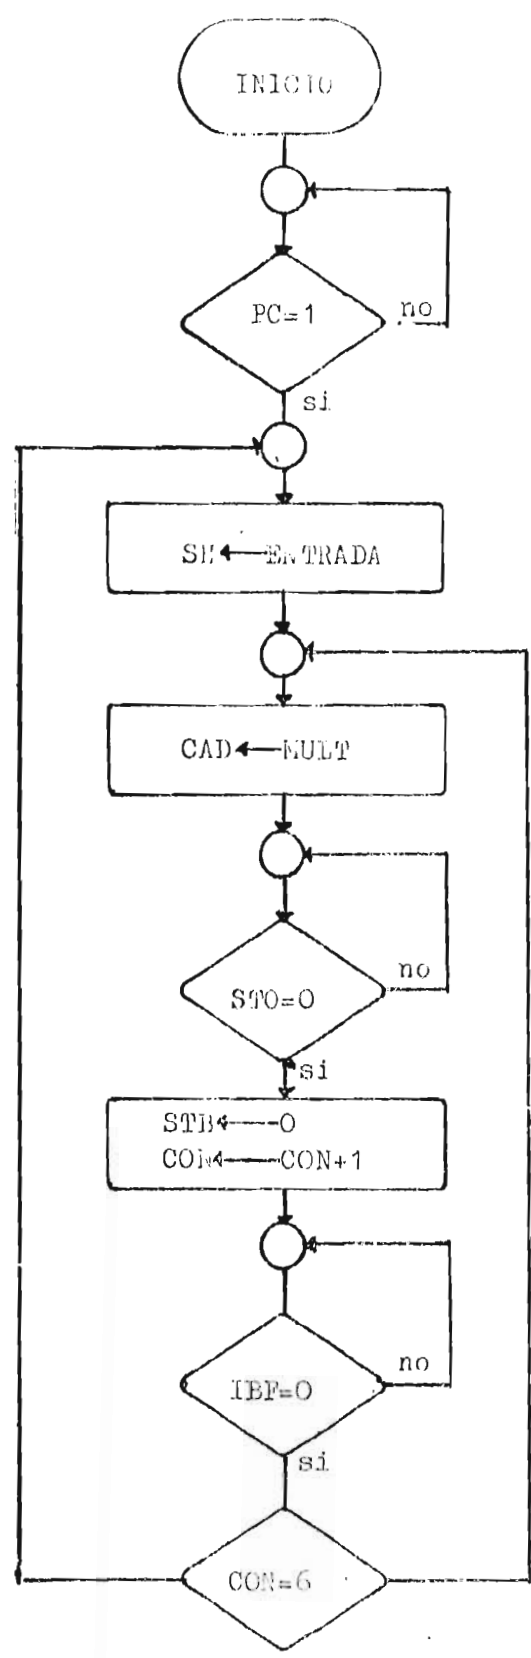 INICIO
PC=1
no
si
SH←ENTRADA
CAD←MULT
no
STO=0
si
STB←0
CON←CON+1
no
IBF=0
si
CON=6